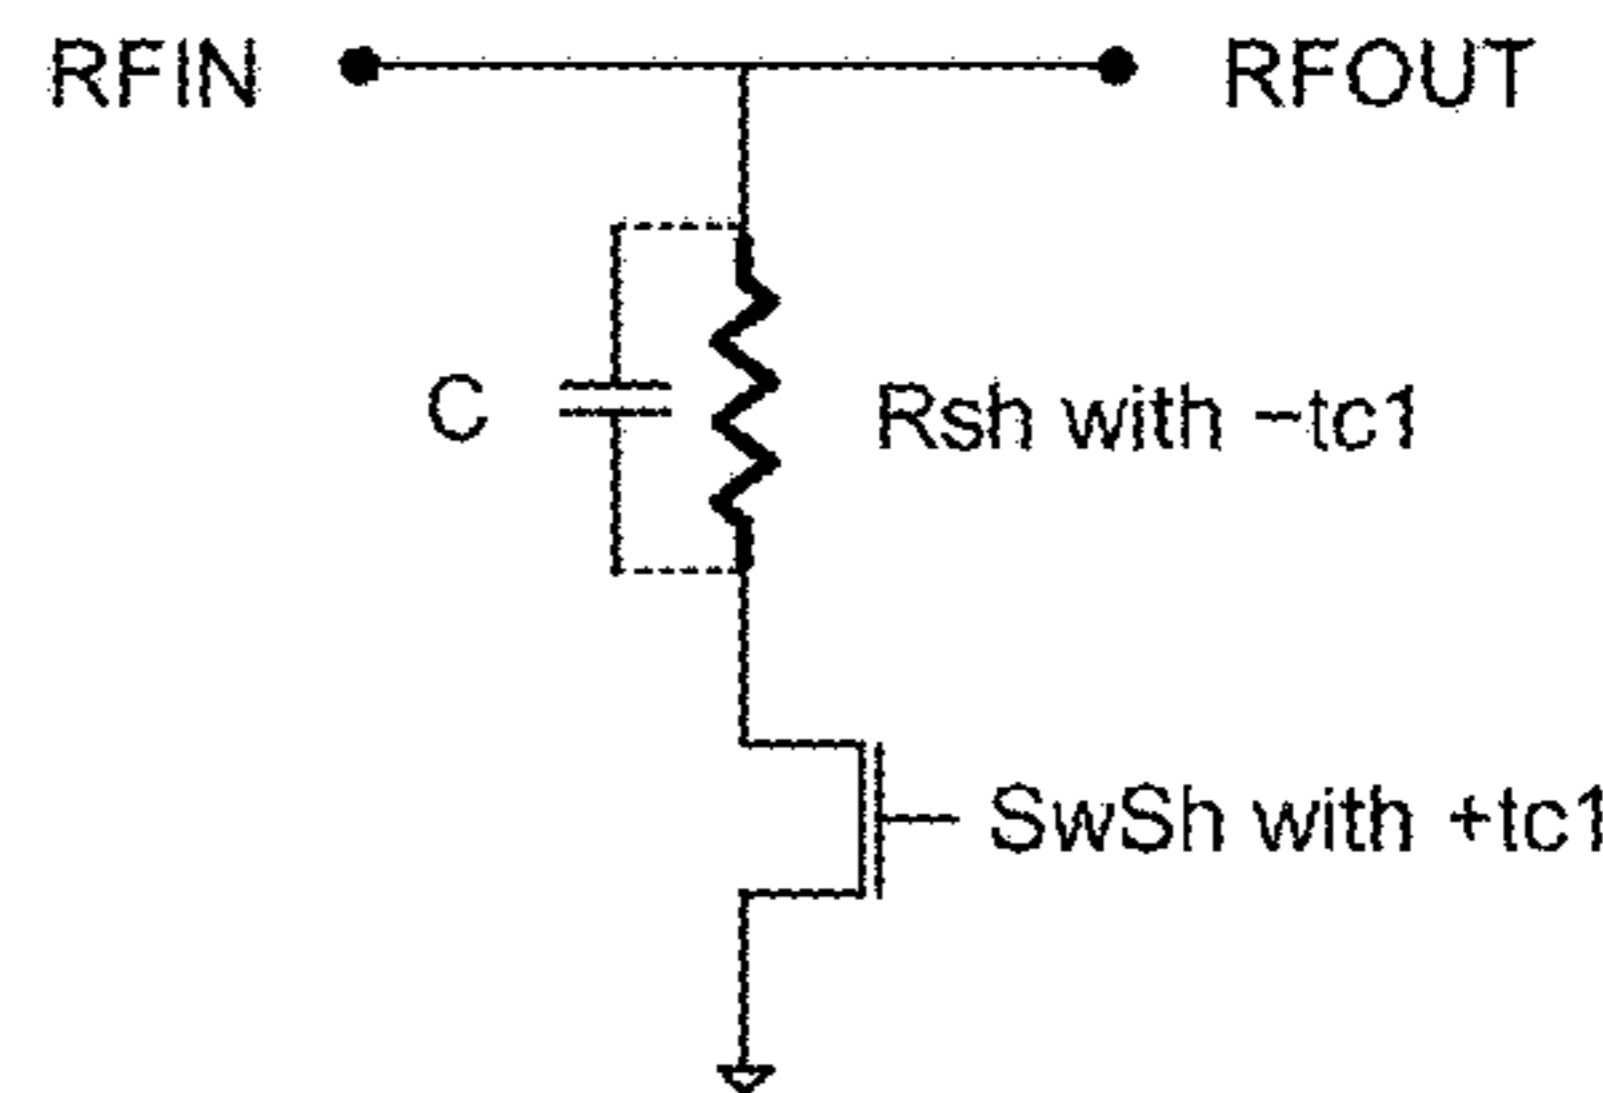 RFIN
RFOUT
C
Rsh with −tc1
SwSh with +tc1